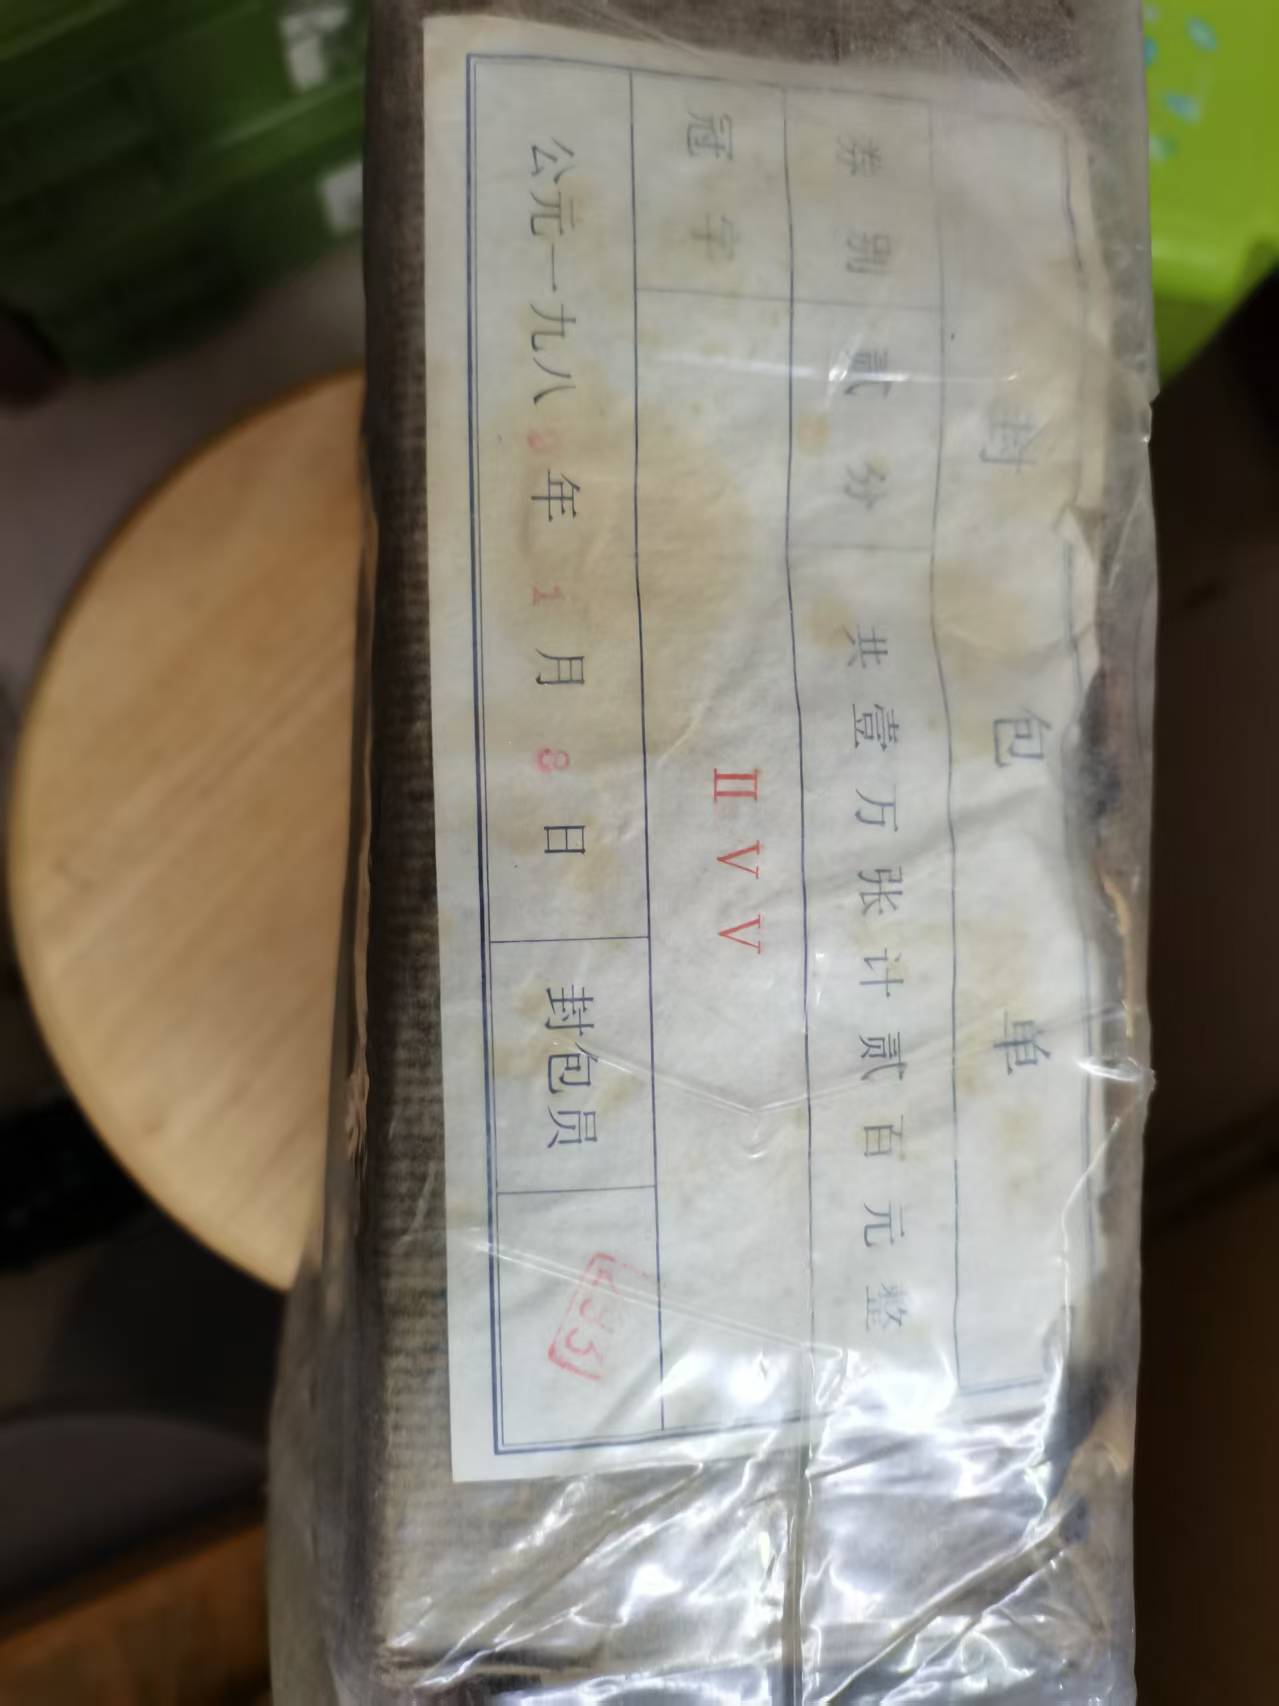 封包单
券别 贰分 共壹万张计贰百元整
冠字 Ⅱ V V
公元一九八 年 1 月 8 日 封包员